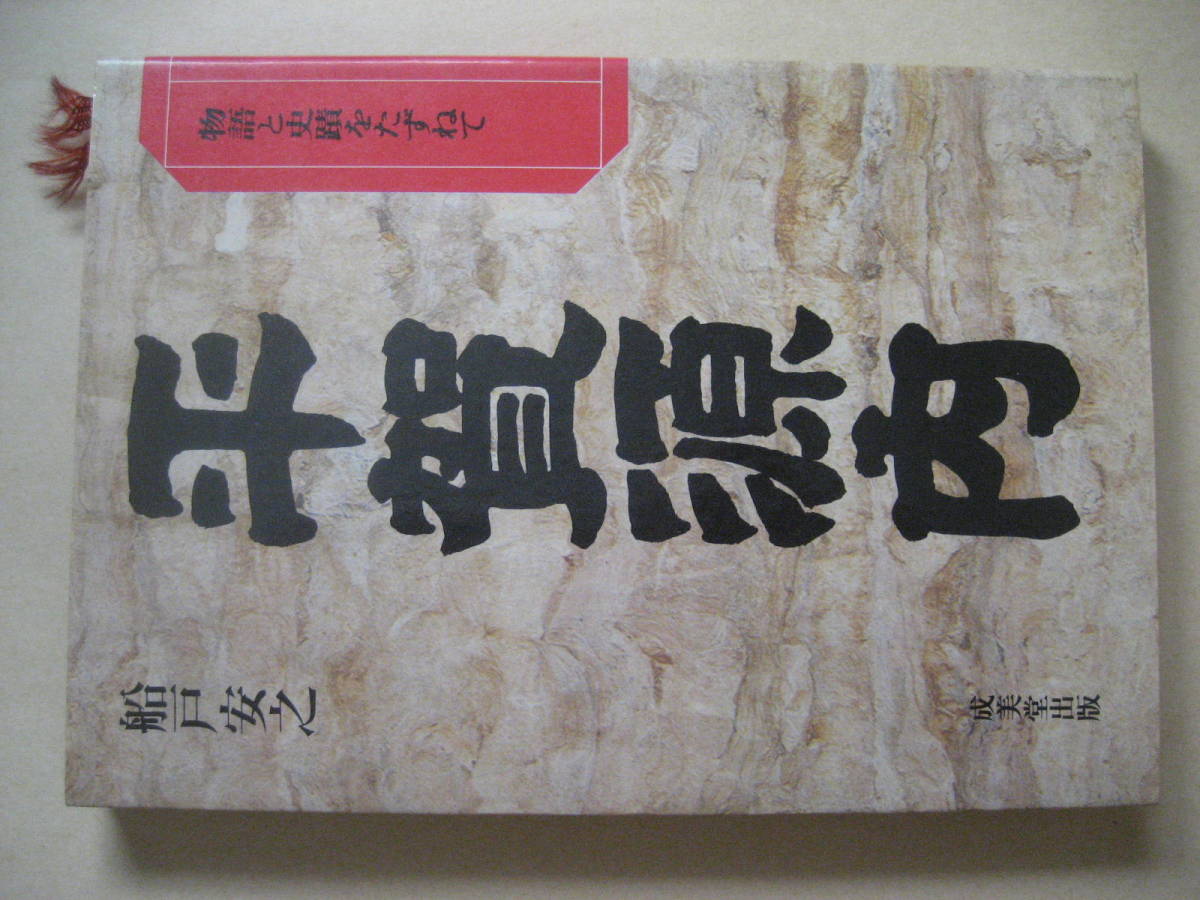 物語と史蹟をたずねて
平賀源内
船戸安之
成美堂出版